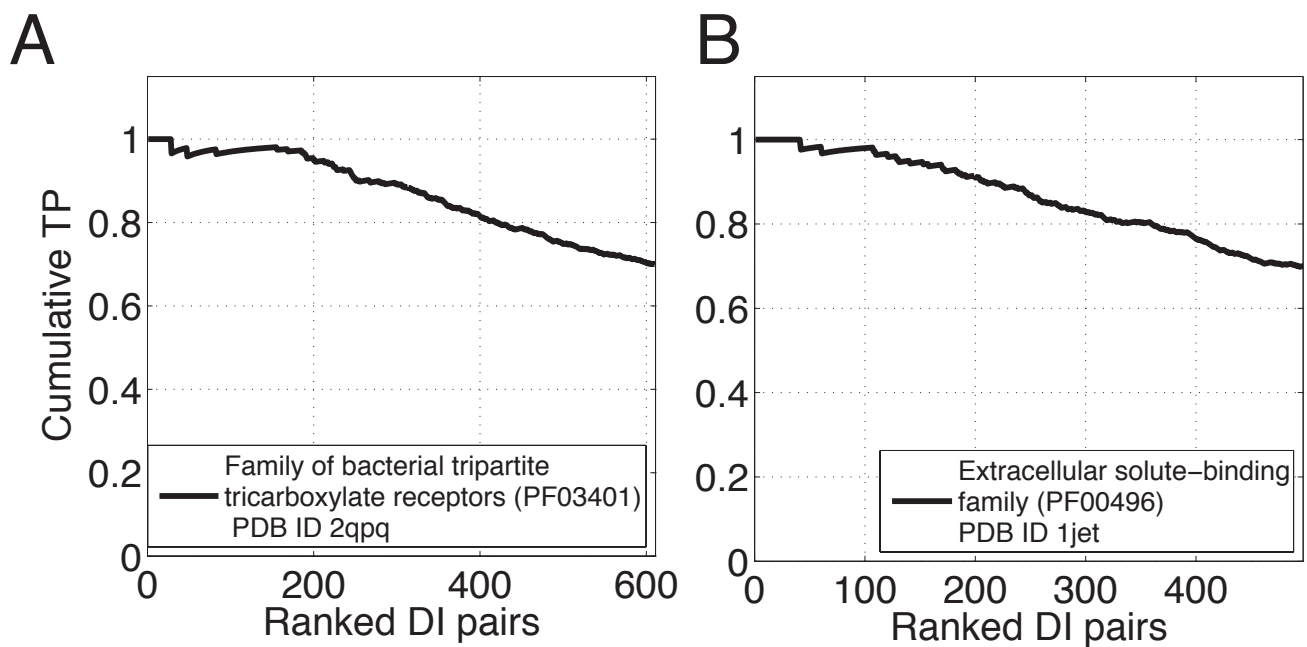 A
Cumulative TP
1
0.8
0.6
0.4
0.2
0
Family of bacterial tripartite
tricarboxylate receptors (PF03401)
PDB ID 2qpq
0 200 400 600
Ranked DI pairs
B
1
0.8
0.6
0.4
0.2
0
Extracellular solute−binding
family (PF00496)
PDB ID 1jet
0 100 200 300 400
Ranked DI pairs